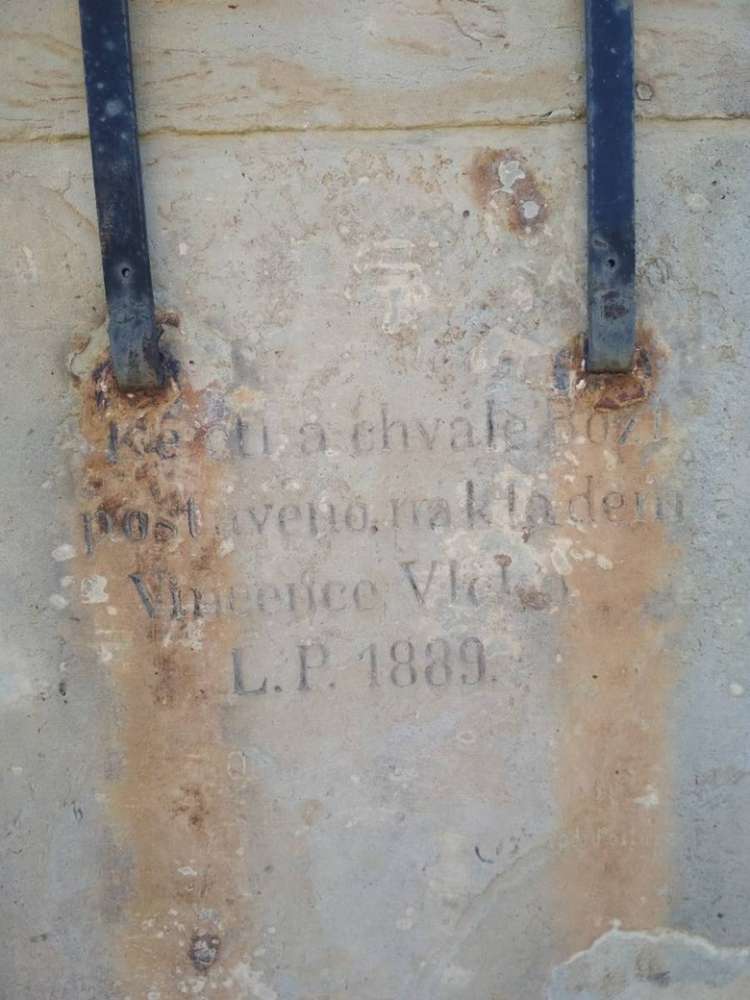 Ke cti a chvále Boží
postaveno, nákladem
Vincence Vlčka
L. P. 1889.